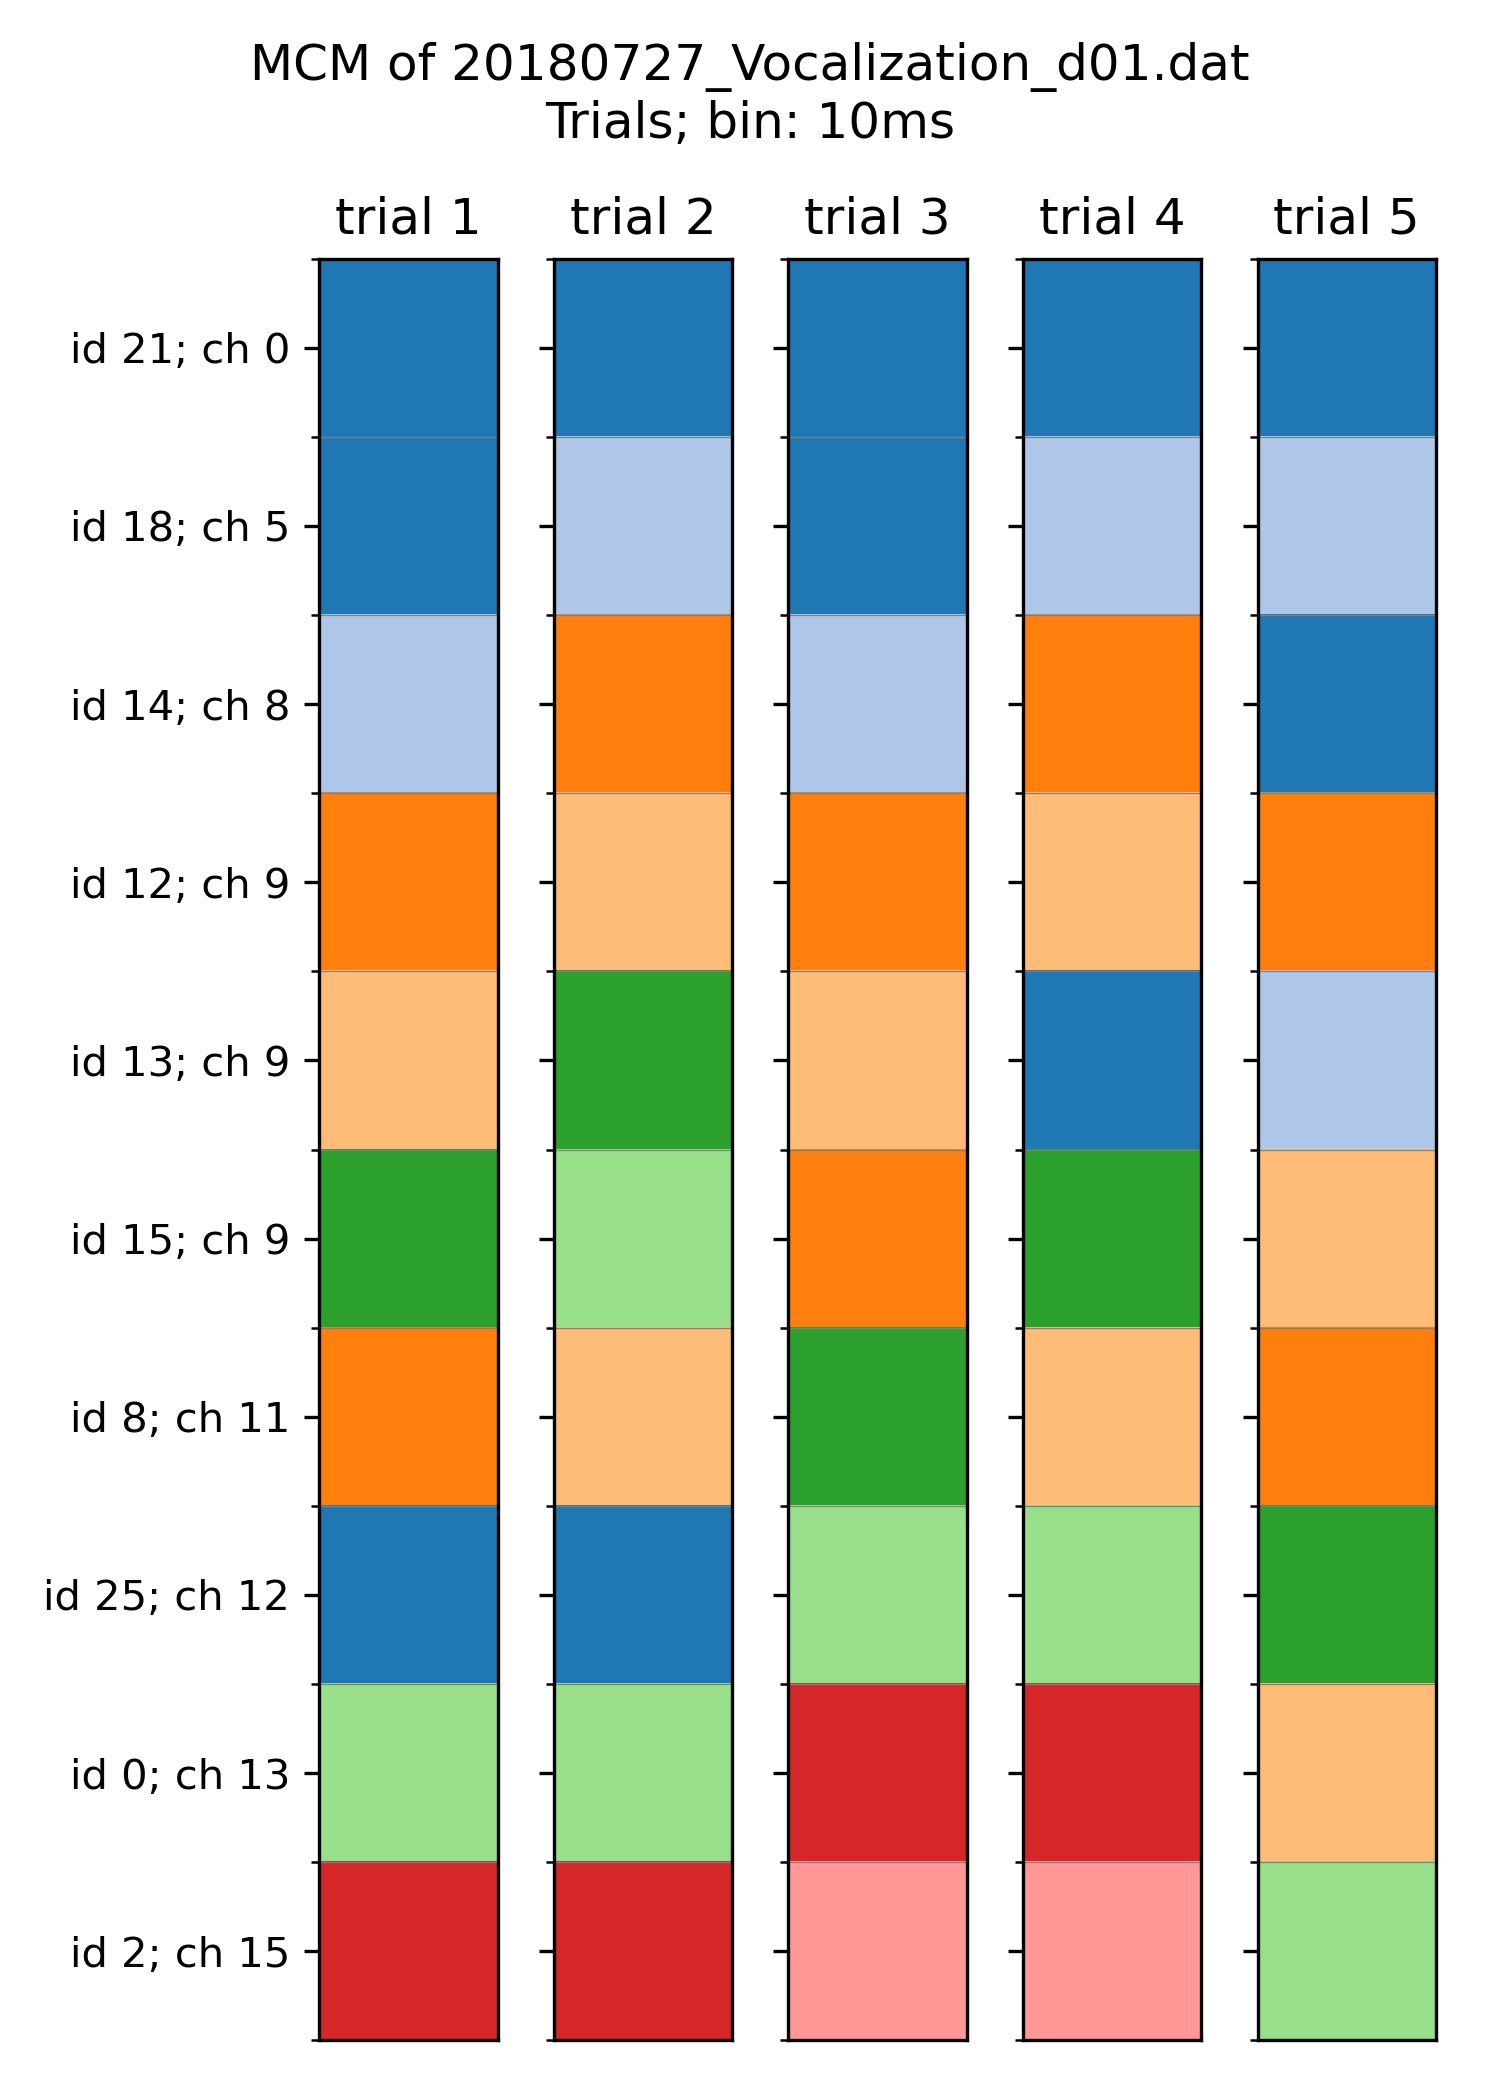 MCM of 20180727_Vocalization_d01.dat
Trials; bin: 10ms
trial 1 trial 2 trial 3 trial 4 trial 5
id 21; ch 0
id 18; ch 5
id 14; ch 8
id 12; ch 9
id 13; ch 9
id 15; ch 9
id 8; ch 11
id 25; ch 12
id 0; ch 13
id 2; ch 15